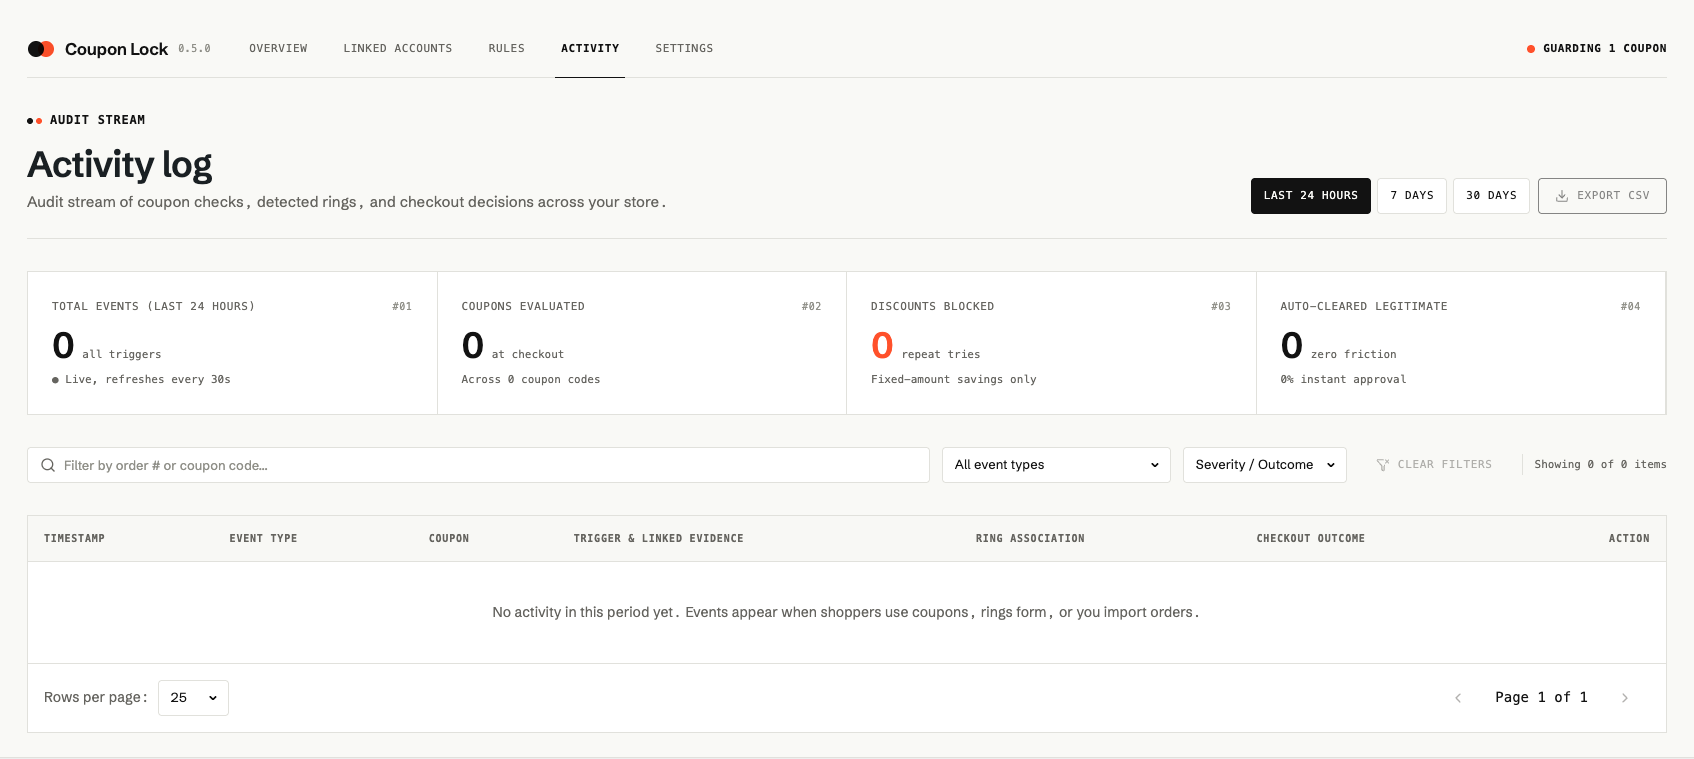 Coupon Lock 0.5.0 OVERVIEW LINKED ACCOUNTS RULES ACTIVITY SETTINGS GUARDING 1 COUPON
AUDIT STREAM
Activity log
Audit stream of coupon checks, detected rings, and checkout decisions across your store.
LAST 24 HOURS 7 DAYS 30 DAYS EXPORT CSV
TOTAL EVENTS (LAST 24 HOURS) #01
0 all triggers
Live, refreshes every 30s
COUPONS EVALUATED #02
0 at checkout
Across 0 coupon codes
DISCOUNTS BLOCKED #03
0 repeat tries
Fixed-amount savings only
AUTO-CLEARED LEGITIMATE #04
0 zero friction
0% instant approval
Filter by order # or coupon code... All event types Severity / Outcome CLEAR FILTERS Showing 0 of 0 items
TIMESTAMP EVENT TYPE COUPON TRIGGER & LINKED EVIDENCE RING ASSOCIATION CHECKOUT OUTCOME ACTION
No activity in this period yet. Events appear when shoppers use coupons, rings form, or you import orders.
Rows per page: 25 Page 1 of 1